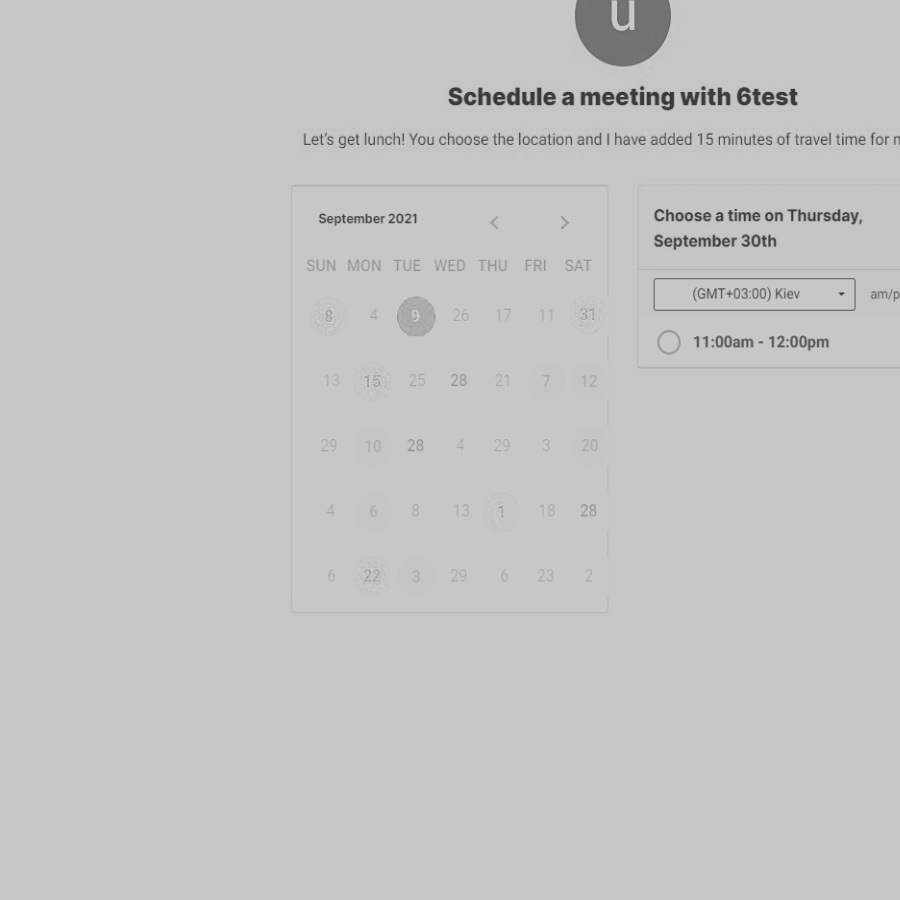 u
Schedule a meeting with 6test
Let's get lunch! You choose the location and I have added 15 minutes of travel time for
September 2021
SUN MON TUE WED THU FRI SAT
8 4 9 26 17 11 31
13 15 25 28 21 7 12
29 10 28 4 29 3 20
4 6 8 13 1 18 28
6 22 3 29 6 23 2
Choose a time on Thursday,
September 30th
(GMT+03:00) Kiev am/p
11:00am - 12:00pm